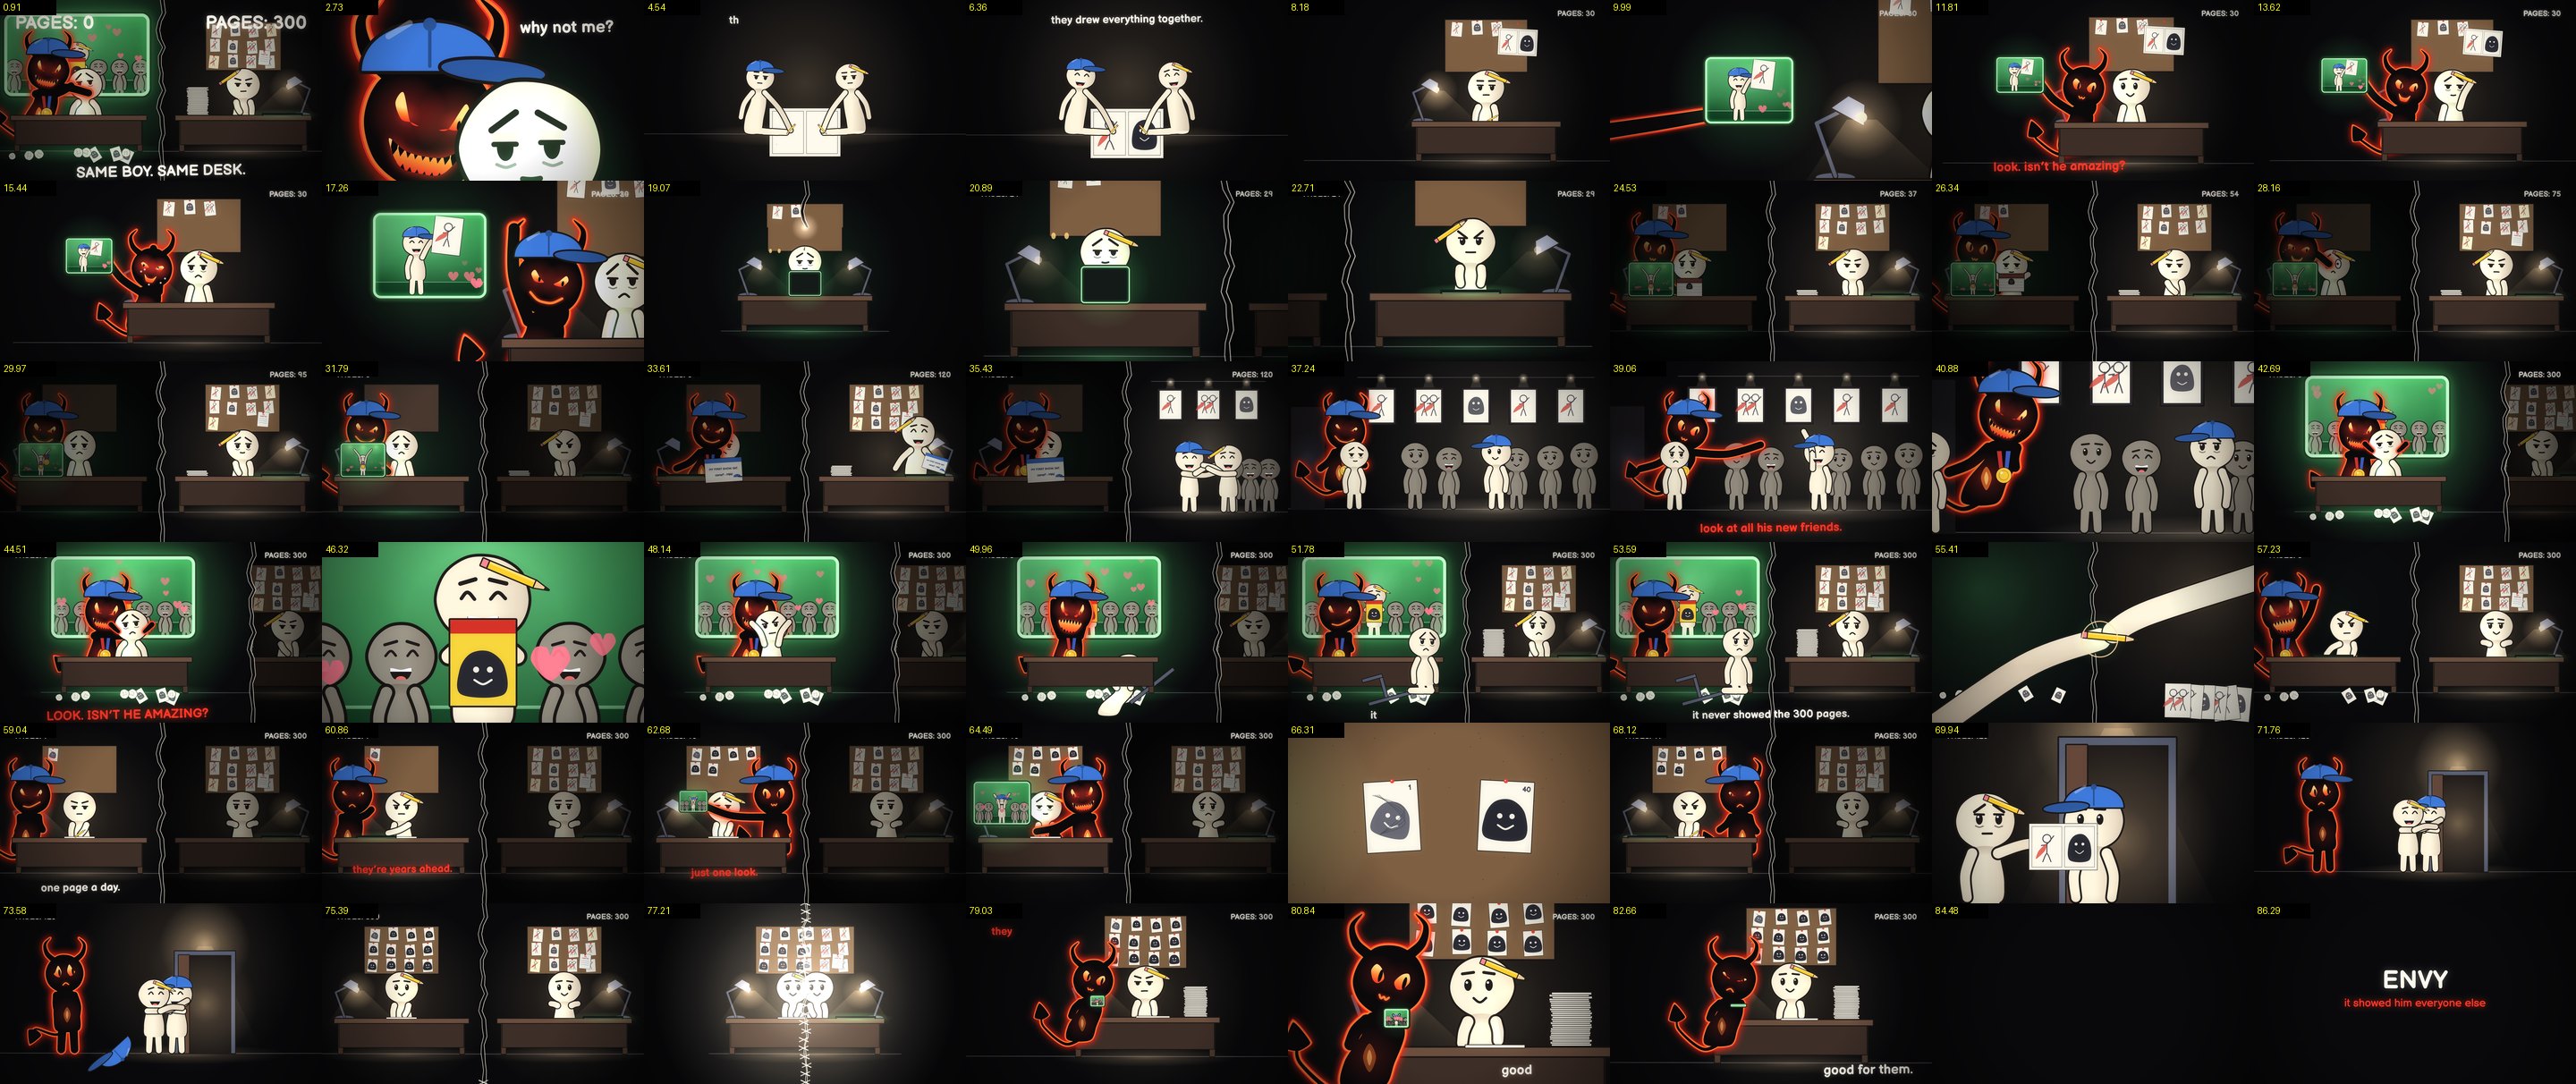 0.91
PAGES: 0
PAGES: 300
SAME BOY. SAME DESK.
2.73
why not me?
4.54
th
6.36
they drew everything together.
8.18
PAGES: 30
9.99
11.81
PAGES: 30
look. isn't he amazing?
13.62
PAGES: 30
15.44
PAGES: 30
17.26
19.07
20.89
PAGES: 29
22.71
PAGES: 29
24.53
PAGES: 37
26.34
PAGES: 54
28.16
PAGES: 75
29.97
PAGES: 95
31.79
33.61
PAGES: 120
35.43
PAGES: 120
37.24
39.06
look at all his new friends.
40.88
42.69
PAGES: 300
44.51
PAGES: 300
LOOK. ISN'T HE AMAZING?
46.32
48.14
PAGES: 300
49.96
PAGES: 300
51.78
PAGES: 300
it
53.59
PAGES: 300
it never showed the 300 pages.
55.41
57.23
PAGES: 300
59.04
PAGES: 300
one page a day.
60.86
PAGES: 300
they're years ahead.
62.68
PAGES: 300
just one look.
64.49
PAGES: 300
66.31
1
40
68.12
PAGES: 300
69.94
71.76
73.58
75.39
PAGES: 300
77.21
79.03
PAGES: 300
they
80.84
PAGES: 300
good
82.66
PAGES: 300
good for them.
84.48
86.29
ENVY
it showed him everyone else